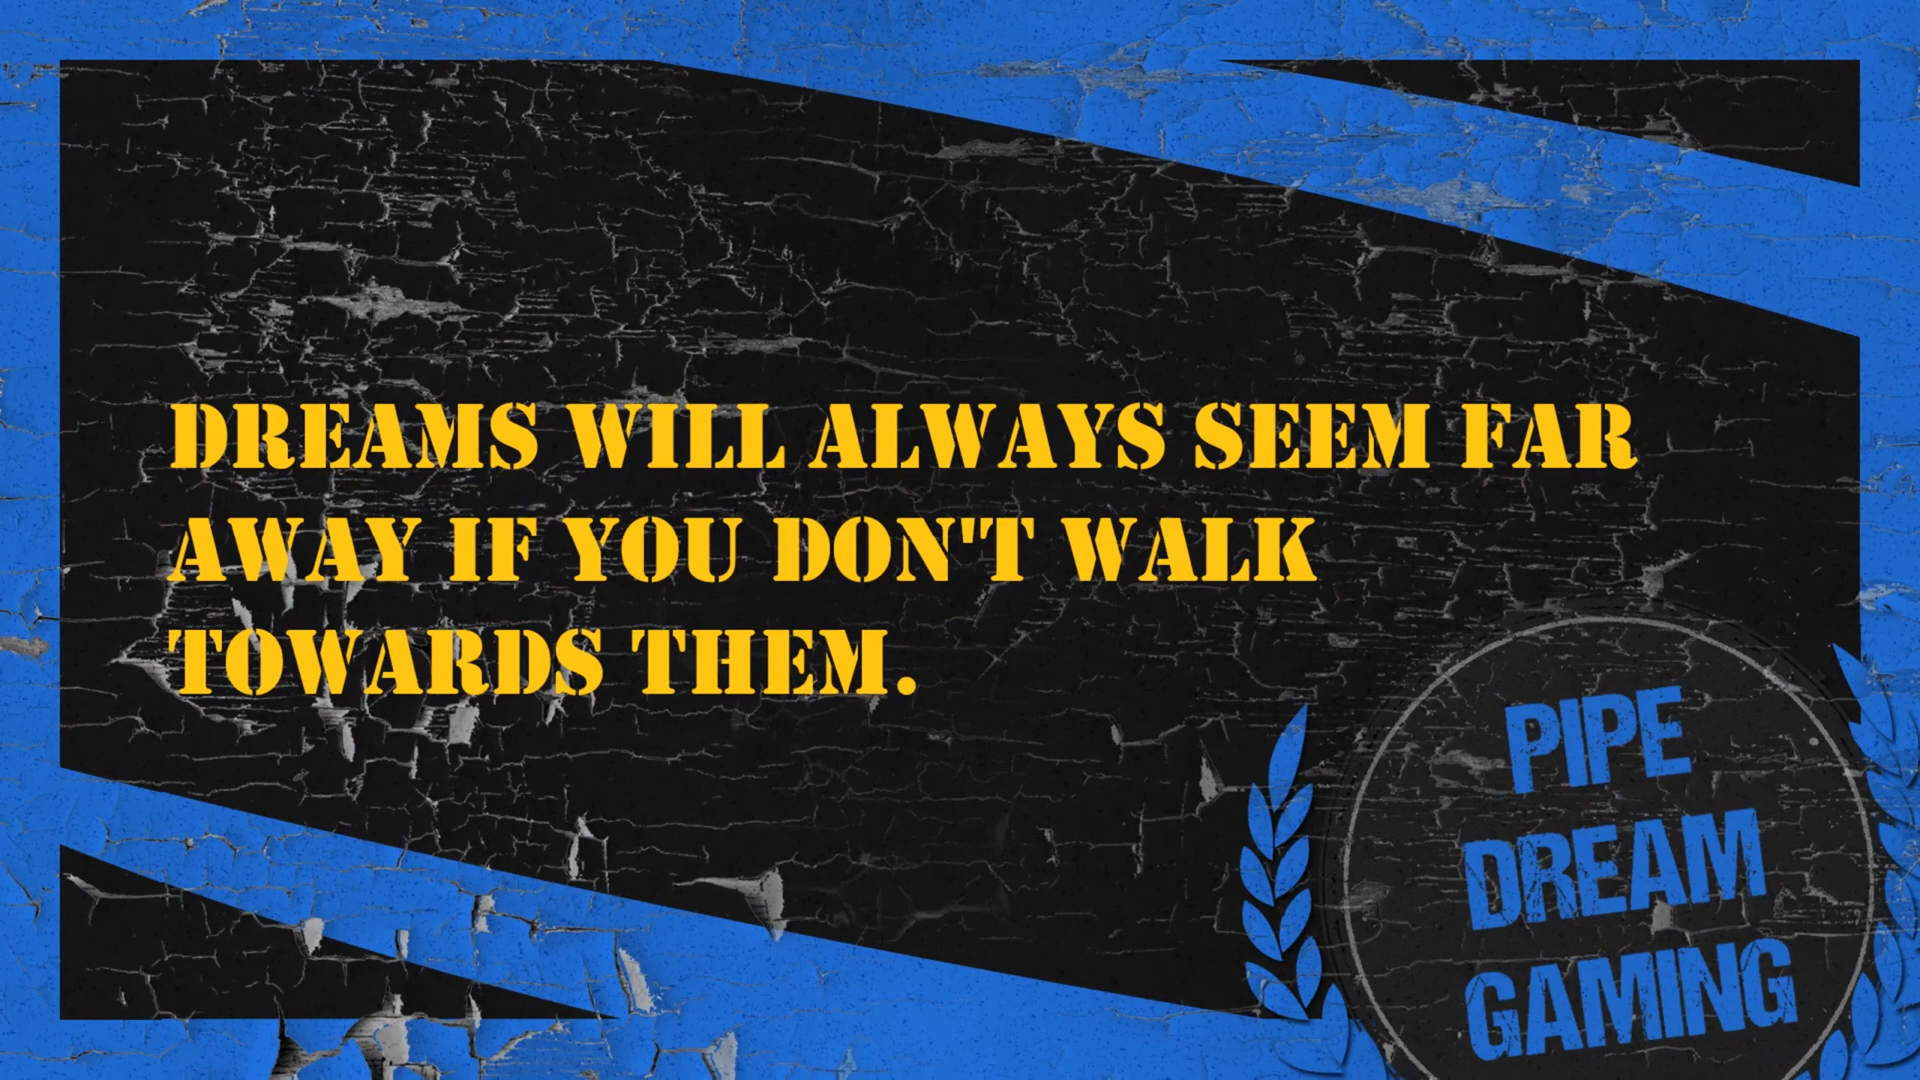 DREAMS WILL ALWAYS SEEM FAR
AWAY IF YOU DON'T WALK
TOWARDS THEM.
PIPE
DREAM
GAMING